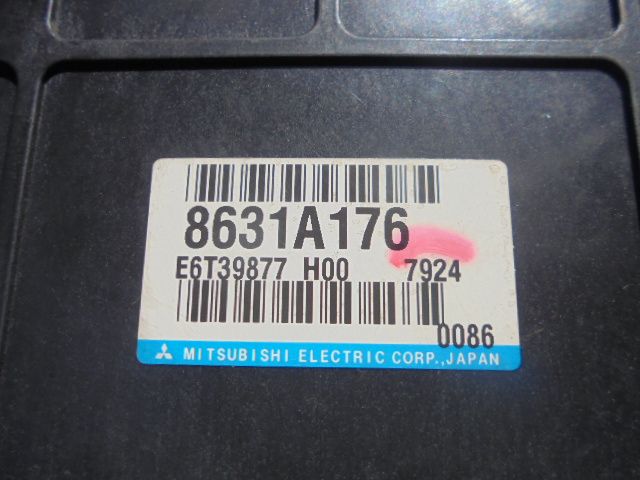 8631A176
E6T39877 H00 7924
0086
MITSUBISHI ELECTRIC CORP.,JAPAN